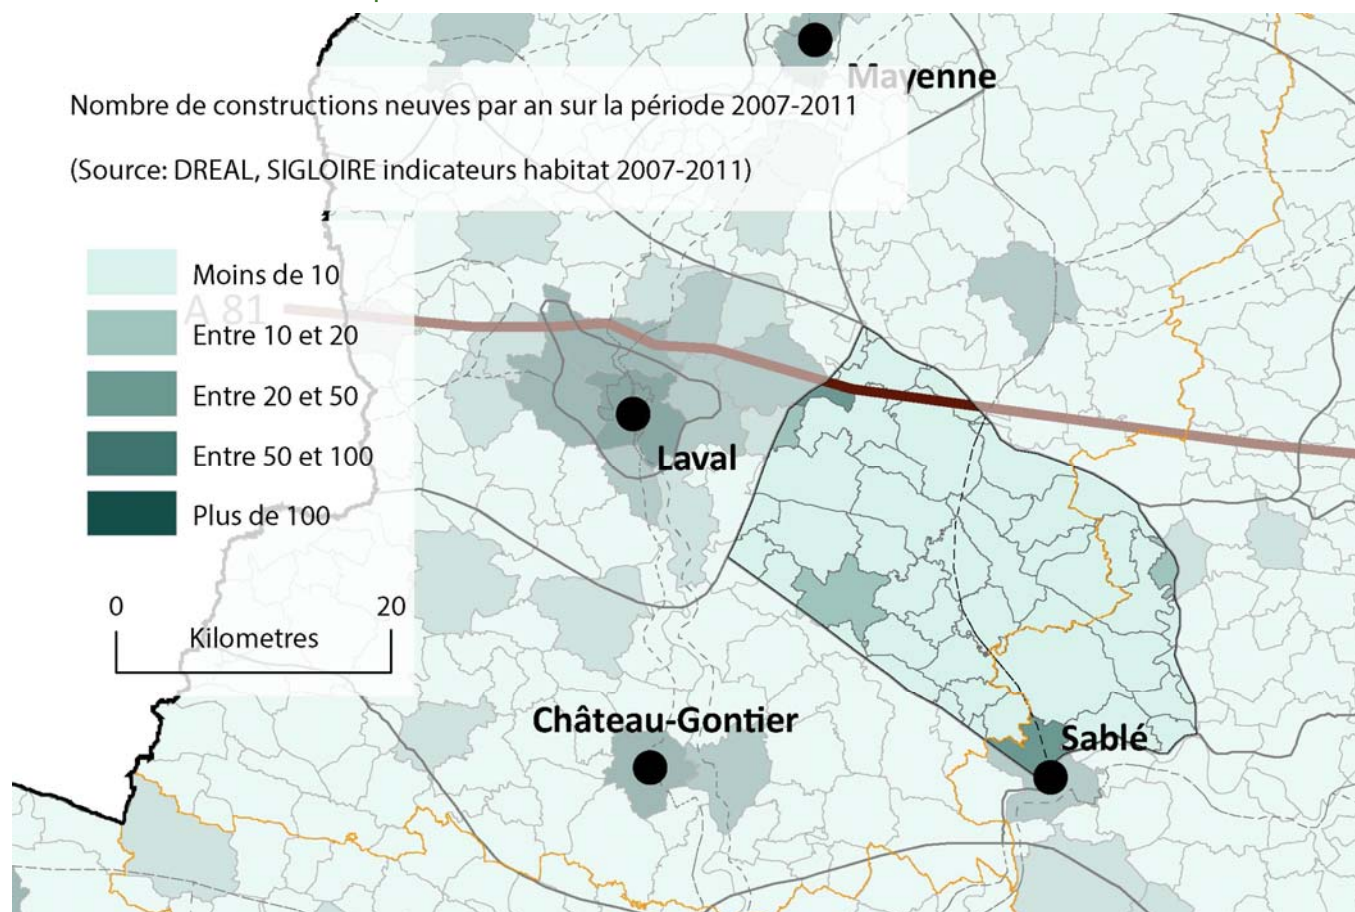 Mayenne
Nombre de constructions neuves par an sur la période 2007-2011
(Source: DREAL, SIGLOIRE indicateurs habitat 2007-2011)
Moins de 10
A 81
Entre 10 et 20
Entre 20 et 50
Entre 50 et 100
Plus de 100
Laval
0 20
Kilometres
Château-Gontier
Sablé